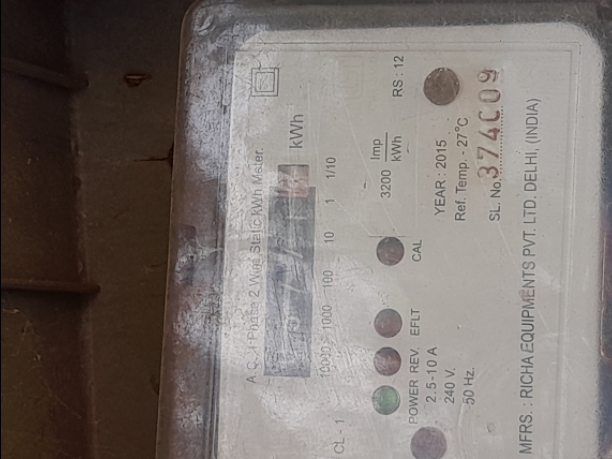 A.C. 1-Phase 2 Wire Static kWh Meter.
kWh
10000 1000 100 10 1 1/10
CL - 1
3200 Imp
kWh
RS : 12
CAL
EFLT
REV.
POWER
2.5-10 A
240 V.
50 Hz.
YEAR : 2015
Ref. Temp. - 27°C
SL. No. 374009
MFRS. : RICHA EQUIPMENTS PVT. LTD. DELHI, (INDIA)